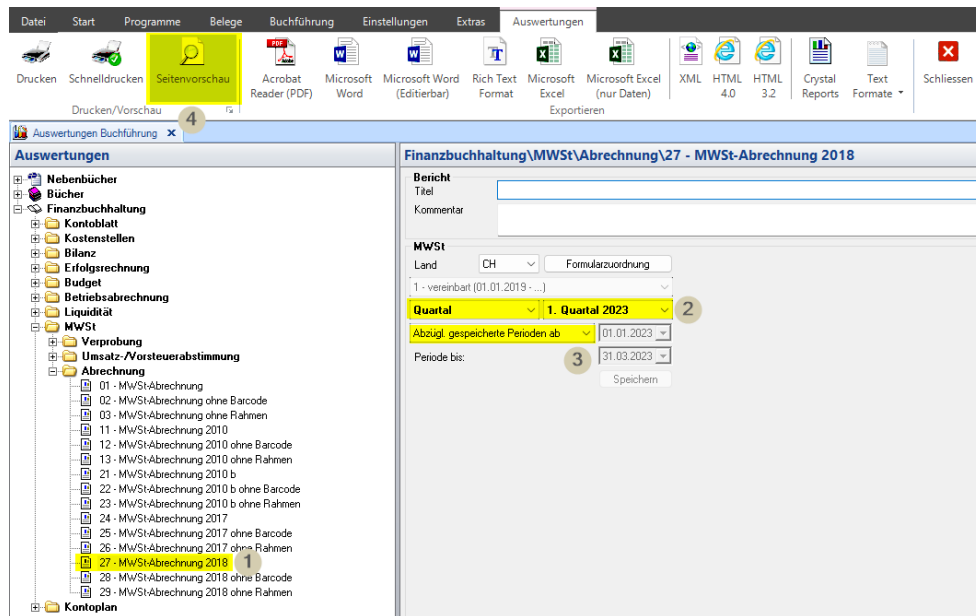 Datei Start Programme Belege Buchführung Einstellungen Extras Auswertungen
Drucken Schnelldrucken Seitenvorschau Acrobat Reader (PDF) Microsoft Word Microsoft Word (Editierbar) Rich Text Format Microsoft Excel Microsoft Excel (nur Daten) XML HTML 4.0 HTML 3.2 Crystal Reports Text Formate Schliessen
Drucken/Vorschau Exportieren
4
Auswertungen Buchführung
Auswertungen
Nebenbücher
Bücher
Finanzbuchhaltung
Kontoblatt
Kostenstellen
Bilanz
Erfolgsrechnung
Budget
Betriebsabrechnung
Liquidität
MWSt
Verprobung
Umsatz-/Vorsteuerabstimmung
Abrechnung
01 - MWSt-Abrechnung
02 - MWSt-Abrechnung ohne Barcode
03 - MWSt-Abrechnung ohne Rahmen
11 - MWSt-Abrechnung 2010
12 - MWSt-Abrechnung 2010 ohne Barcode
13 - MWSt-Abrechnung 2010 ohne Rahmen
21 - MWSt-Abrechnung 2010 b
22 - MWSt-Abrechnung 2010 b ohne Barcode
23 - MWSt-Abrechnung 2010 b ohne Rahmen
24 - MWSt-Abrechnung 2017
25 - MWSt-Abrechnung 2017 ohne Barcode
26 - MWSt-Abrechnung 2017 ohne Rahmen
27 - MWSt-Abrechnung 2018 1
28 - MWSt-Abrechnung 2018 ohne Barcode
29 - MWSt-Abrechnung 2018 ohne Rahmen
Kontoplan
Finanzbuchhaltung\MWSt\Abrechnung\27 - MWSt-Abrechnung 2018
Bericht
Titel
Kommentar
MWSt
Land CH Formularzuordnung
1 - vereinbart (01.01.2019 - ...)
Quartal 1. Quartal 2023 2
Abzügl. gespeicherte Perioden ab 01.01.2023
Periode bis: 3 31.03.2023
Speichern